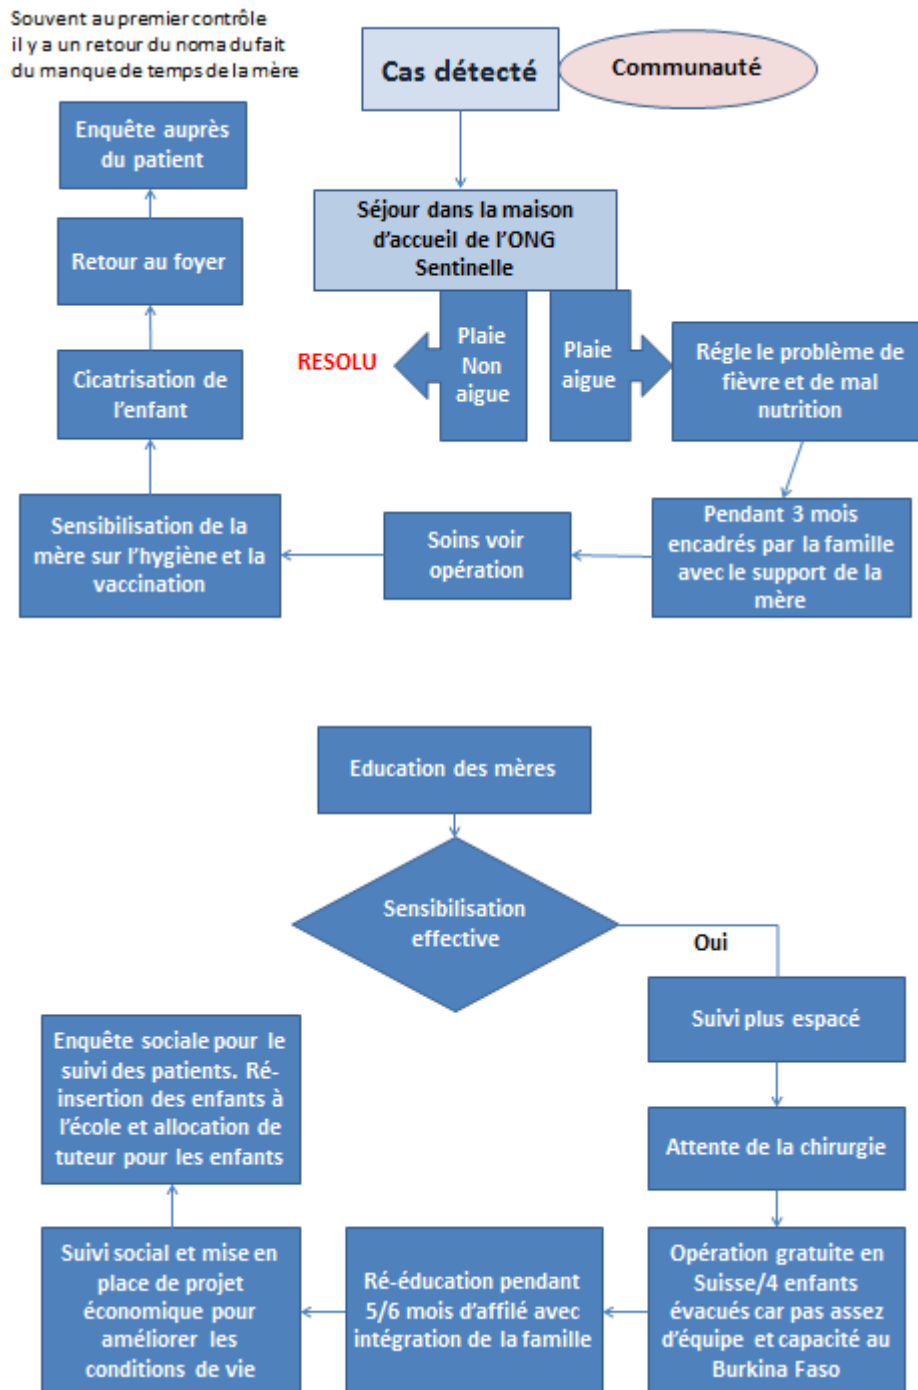 Souvent au premier contrôle
il y a un retour du noma du fait
du manque de temps de la mère
Cas détecté
Communauté
Enquête auprès
du patient
Séjour dans la maison
d'accueil de l'ONG
Sentinelle
Retour au foyer
Plaie
Non
aigue
Plaie
aigue
RESOLU
Régle le problème de
fièvre et de mal
nutrition
Cicatrisation de
l'enfant
Sensibilisation de la
mère sur l'hygiène et la
vaccination
Soins voir
opération
Pendant 3 mois
encadrés par la famille
avec le support de la
mère
Education des mères
Sensibilisation
effective
Oui
Suivi plus espacé
Enquête sociale pour le
suivi des patients. Ré-
insertion des enfants à
l'école et allocation de
tuteur pour les enfants
Attente de la chirurgie
Suivi social et mise en
place de projet
économique pour
améliorer les
conditions de vie
Ré-éducation pendant
5/6 mois d'affilé avec
intégration de la famille
Opération gratuite en
Suisse/4 enfants
évacués car pas assez
d'équipe et capacité au
Burkina Faso